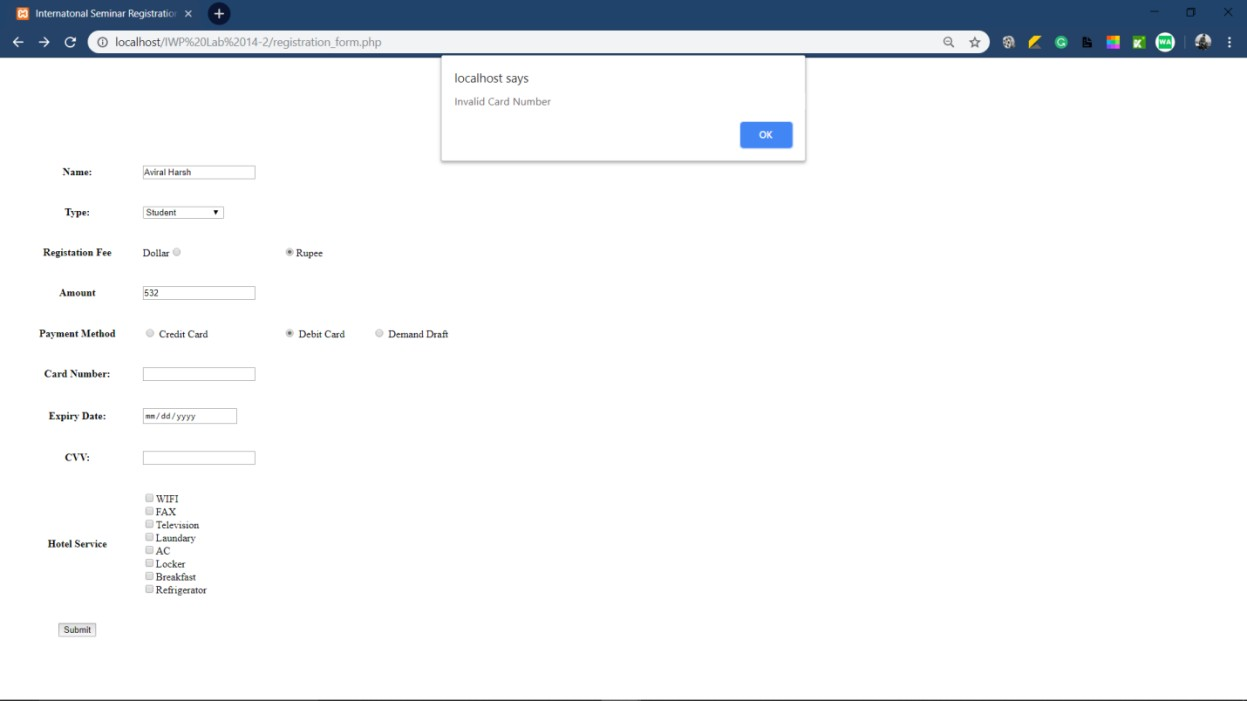 Internatonal Seminar Registration
localhost/IWP%20Lab%2014-2/registration_form.php
localhost says
Invalid Card Number
OK
Name: Aviral Harsh
Type: Student
Registation Fee Dollar Rupee
Amount 532
Payment Method Credit Card Debit Card Demand Draft
Card Number:
Expiry Date: mm/dd/yyyy
CVV:
Hotel Service
WIFI
FAX
Television
Laundary
AC
Locker
Breakfast
Refrigerator
Submit